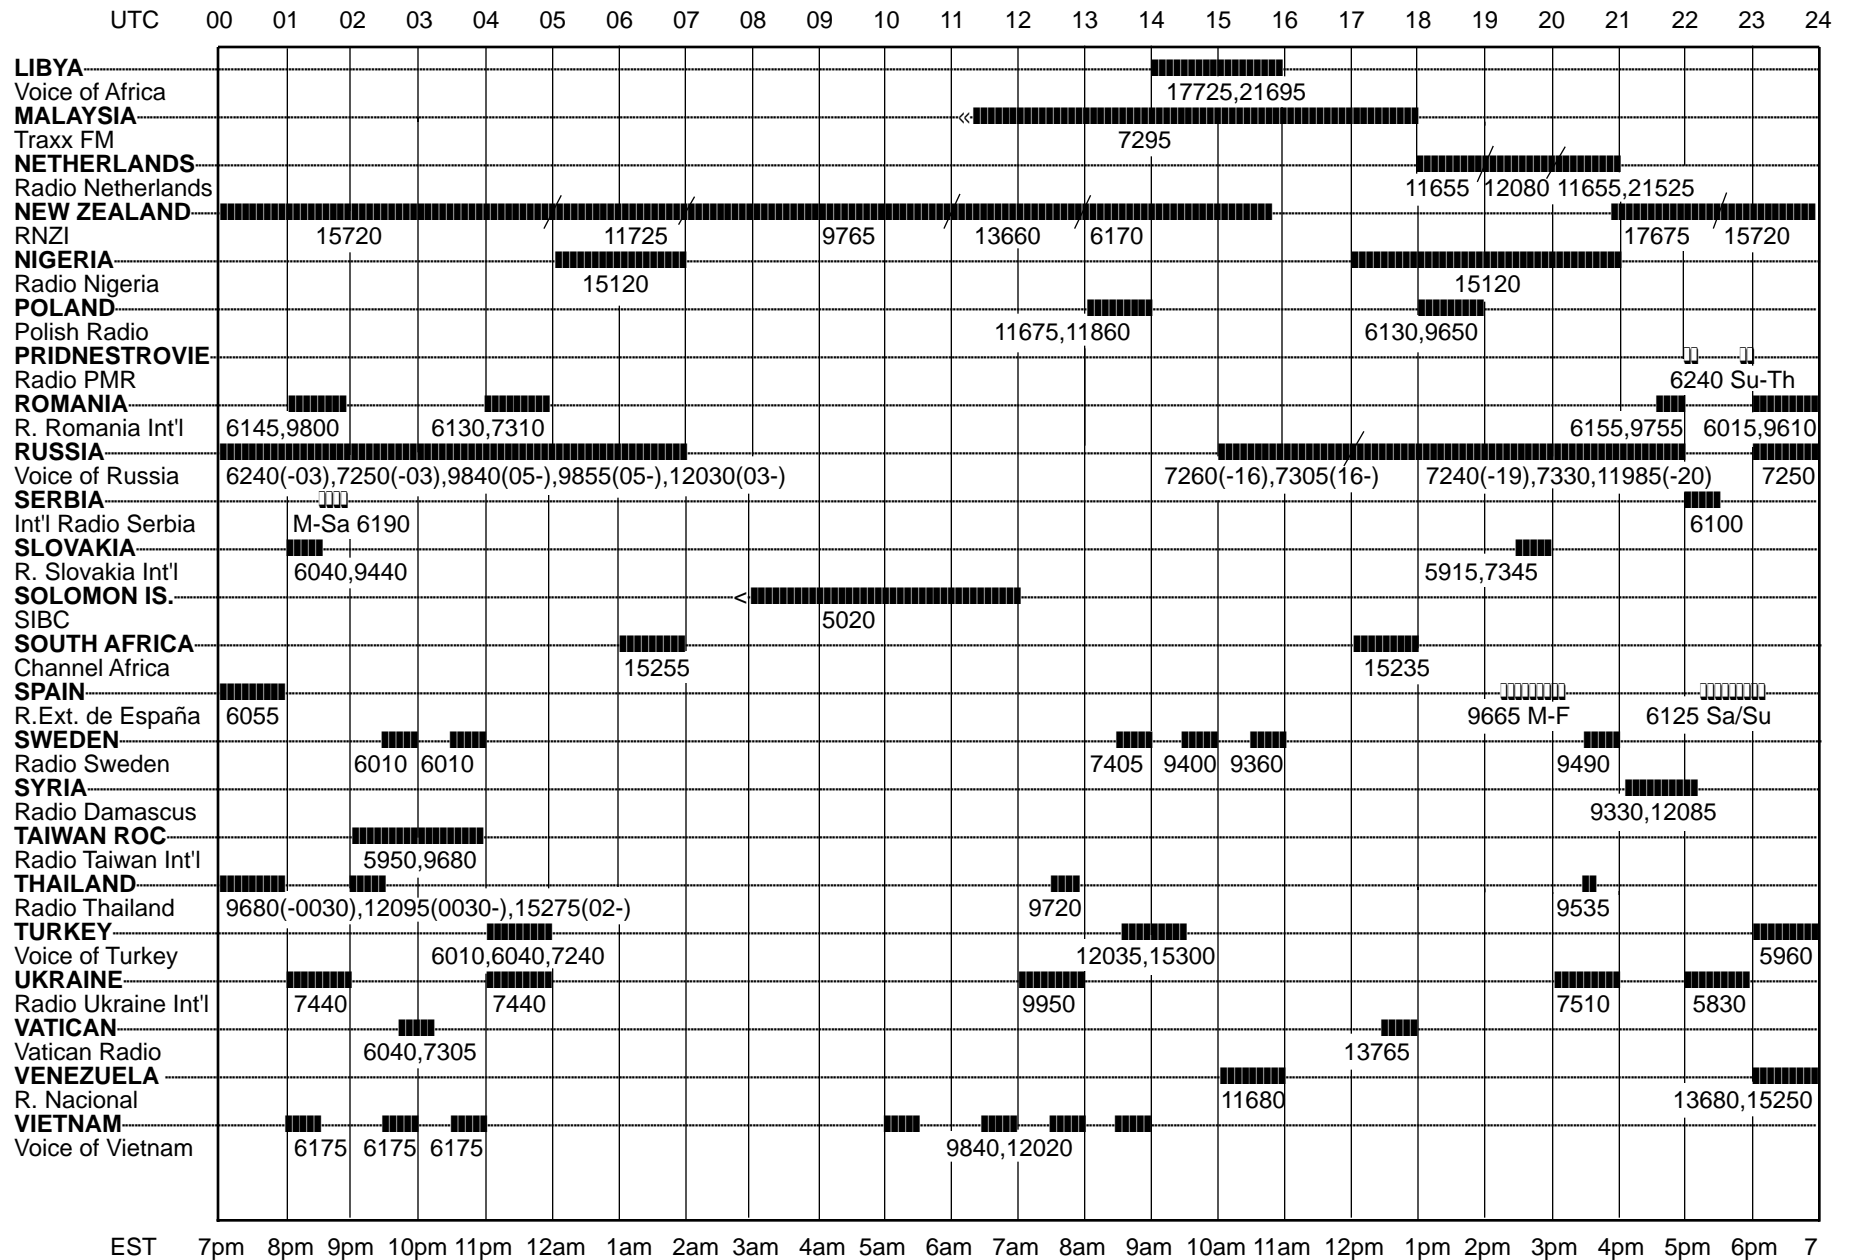 UTC 00 01 02 03 04 05 06 07 08 09 10 11 12 13 14 15 16 17 18 19 20 21 22 23 24
LIBYA
Voice of Africa 17725,21695
MALAYSIA «
Traxx FM 7295
NETHERLANDS
Radio Netherlands 11655 12080 11655,21525
NEW ZEALAND
RNZI 15720 11725 9765 13660 6170 17675 15720
NIGERIA
Radio Nigeria 15120 15120
POLAND
Polish Radio 11675,11860 6130,9650
PRIDNESTROVIE
Radio PMR 6240 Su-Th
ROMANIA
R. Romania Int'l 6145,9800 6130,7310 6155,9755 6015,9610
RUSSIA
Voice of Russia 6240(-03),7250(-03),9840(05-),9855(05-),12030(03-) 7260(-16),7305(16-) 7240(-19),7330,11985(-20) 7250
SERBIA
Int'l Radio Serbia M-Sa 6190 6100
SLOVAKIA
R. Slovakia Int'l 6040,9440 5915,7345
SOLOMON IS. <
SIBC 5020
SOUTH AFRICA
Channel Africa 15255 15235
SPAIN
R.Ext. de España 6055 9665 M-F 6125 Sa/Su
SWEDEN
Radio Sweden 6010 6010 7405 9400 9360 9490
SYRIA
Radio Damascus 9330,12085
TAIWAN ROC
Radio Taiwan Int'l 5950,9680
THAILAND
Radio Thailand 9680(-0030),12095(0030-),15275(02-) 9720 9535
TURKEY
Voice of Turkey 6010,6040,7240 12035,15300 5960
UKRAINE
Radio Ukraine Int'l 7440 7440 9950 7510 5830
VATICAN
Vatican Radio 6040,7305 13765
VENEZUELA
R. Nacional 11680 13680,15250
VIETNAM
Voice of Vietnam 6175 6175 6175 9840,12020
EST 7pm 8pm 9pm 10pm 11pm 12am 1am 2am 3am 4am 5am 6am 7am 8am 9am 10am 11am 12pm 1pm 2pm 3pm 4pm 5pm 6pm 7